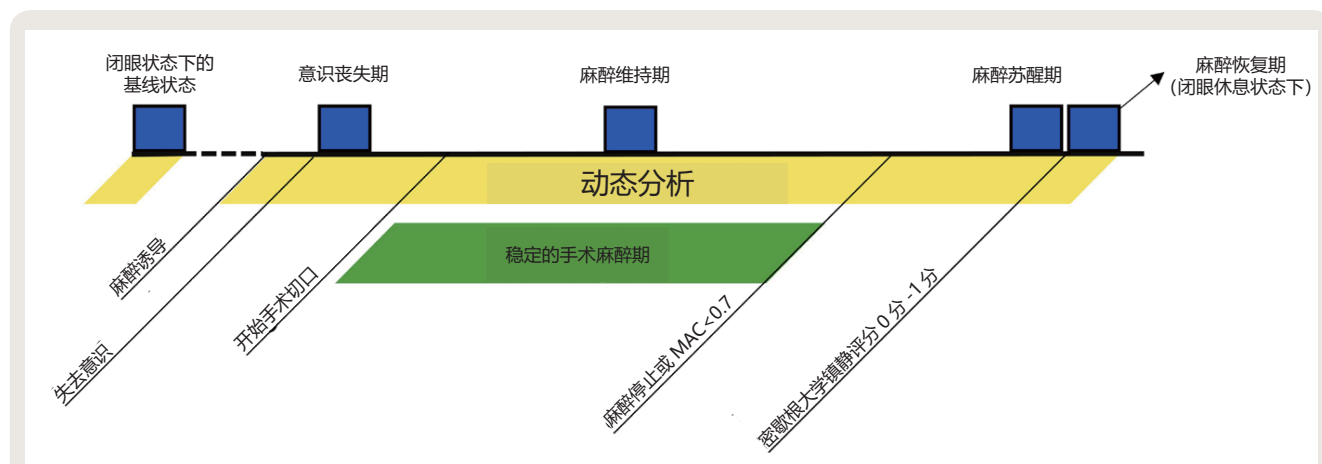 闭眼状态下的
基线状态
意识丧失期
麻醉维持期
麻醉苏醒期
麻醉恢复期
(闭眼休息状态下)
动态分析
稳定的手术麻醉期
麻醉诱导
失去意识
开始手术切口
麻醉停止或 MAC<0.7
密歇根大学镇静评分 0 分 -1 分